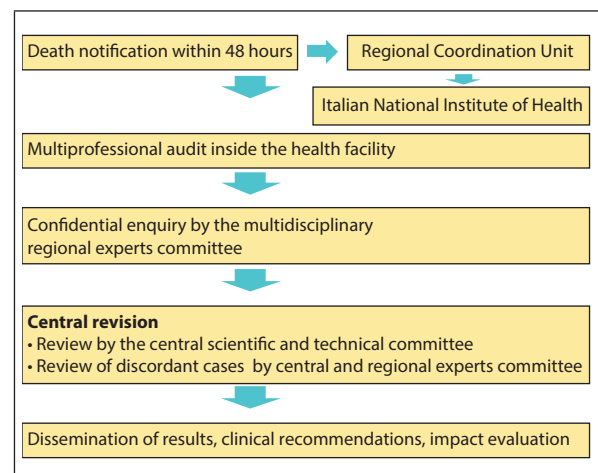 Death notification within 48 hours
Regional Coordination Unit
Italian National Institute of Health
Multiprofessional audit inside the health facility
Confidential enquiry by the multidisciplinary
regional experts committee
Central revision
• Review by the central scientific and technical committee
• Review of discordant cases by central and regional experts committee
Dissemination of results, clinical recommendations, impact evaluation